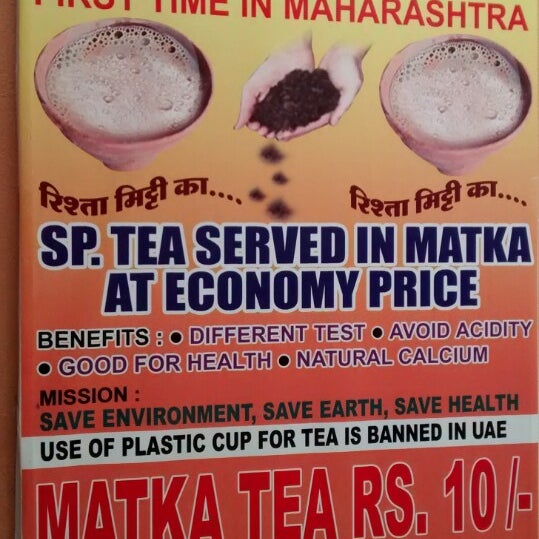 FIRST TIME IN MAHARASHTRA
रिश्ता मिट्टी का.... रिश्ता मिट्टी का....
SP. TEA SERVED IN MATKA
AT ECONOMY PRICE
BENEFITS : ● DIFFERENT TEST ● AVOID ACIDITY
● GOOD FOR HEALTH ● NATURAL CALCIUM
MISSION :
SAVE ENVIRONMENT, SAVE EARTH, SAVE HEALTH
USE OF PLASTIC CUP FOR TEA IS BANNED IN UAE
MATKA TEA RS. 10/-